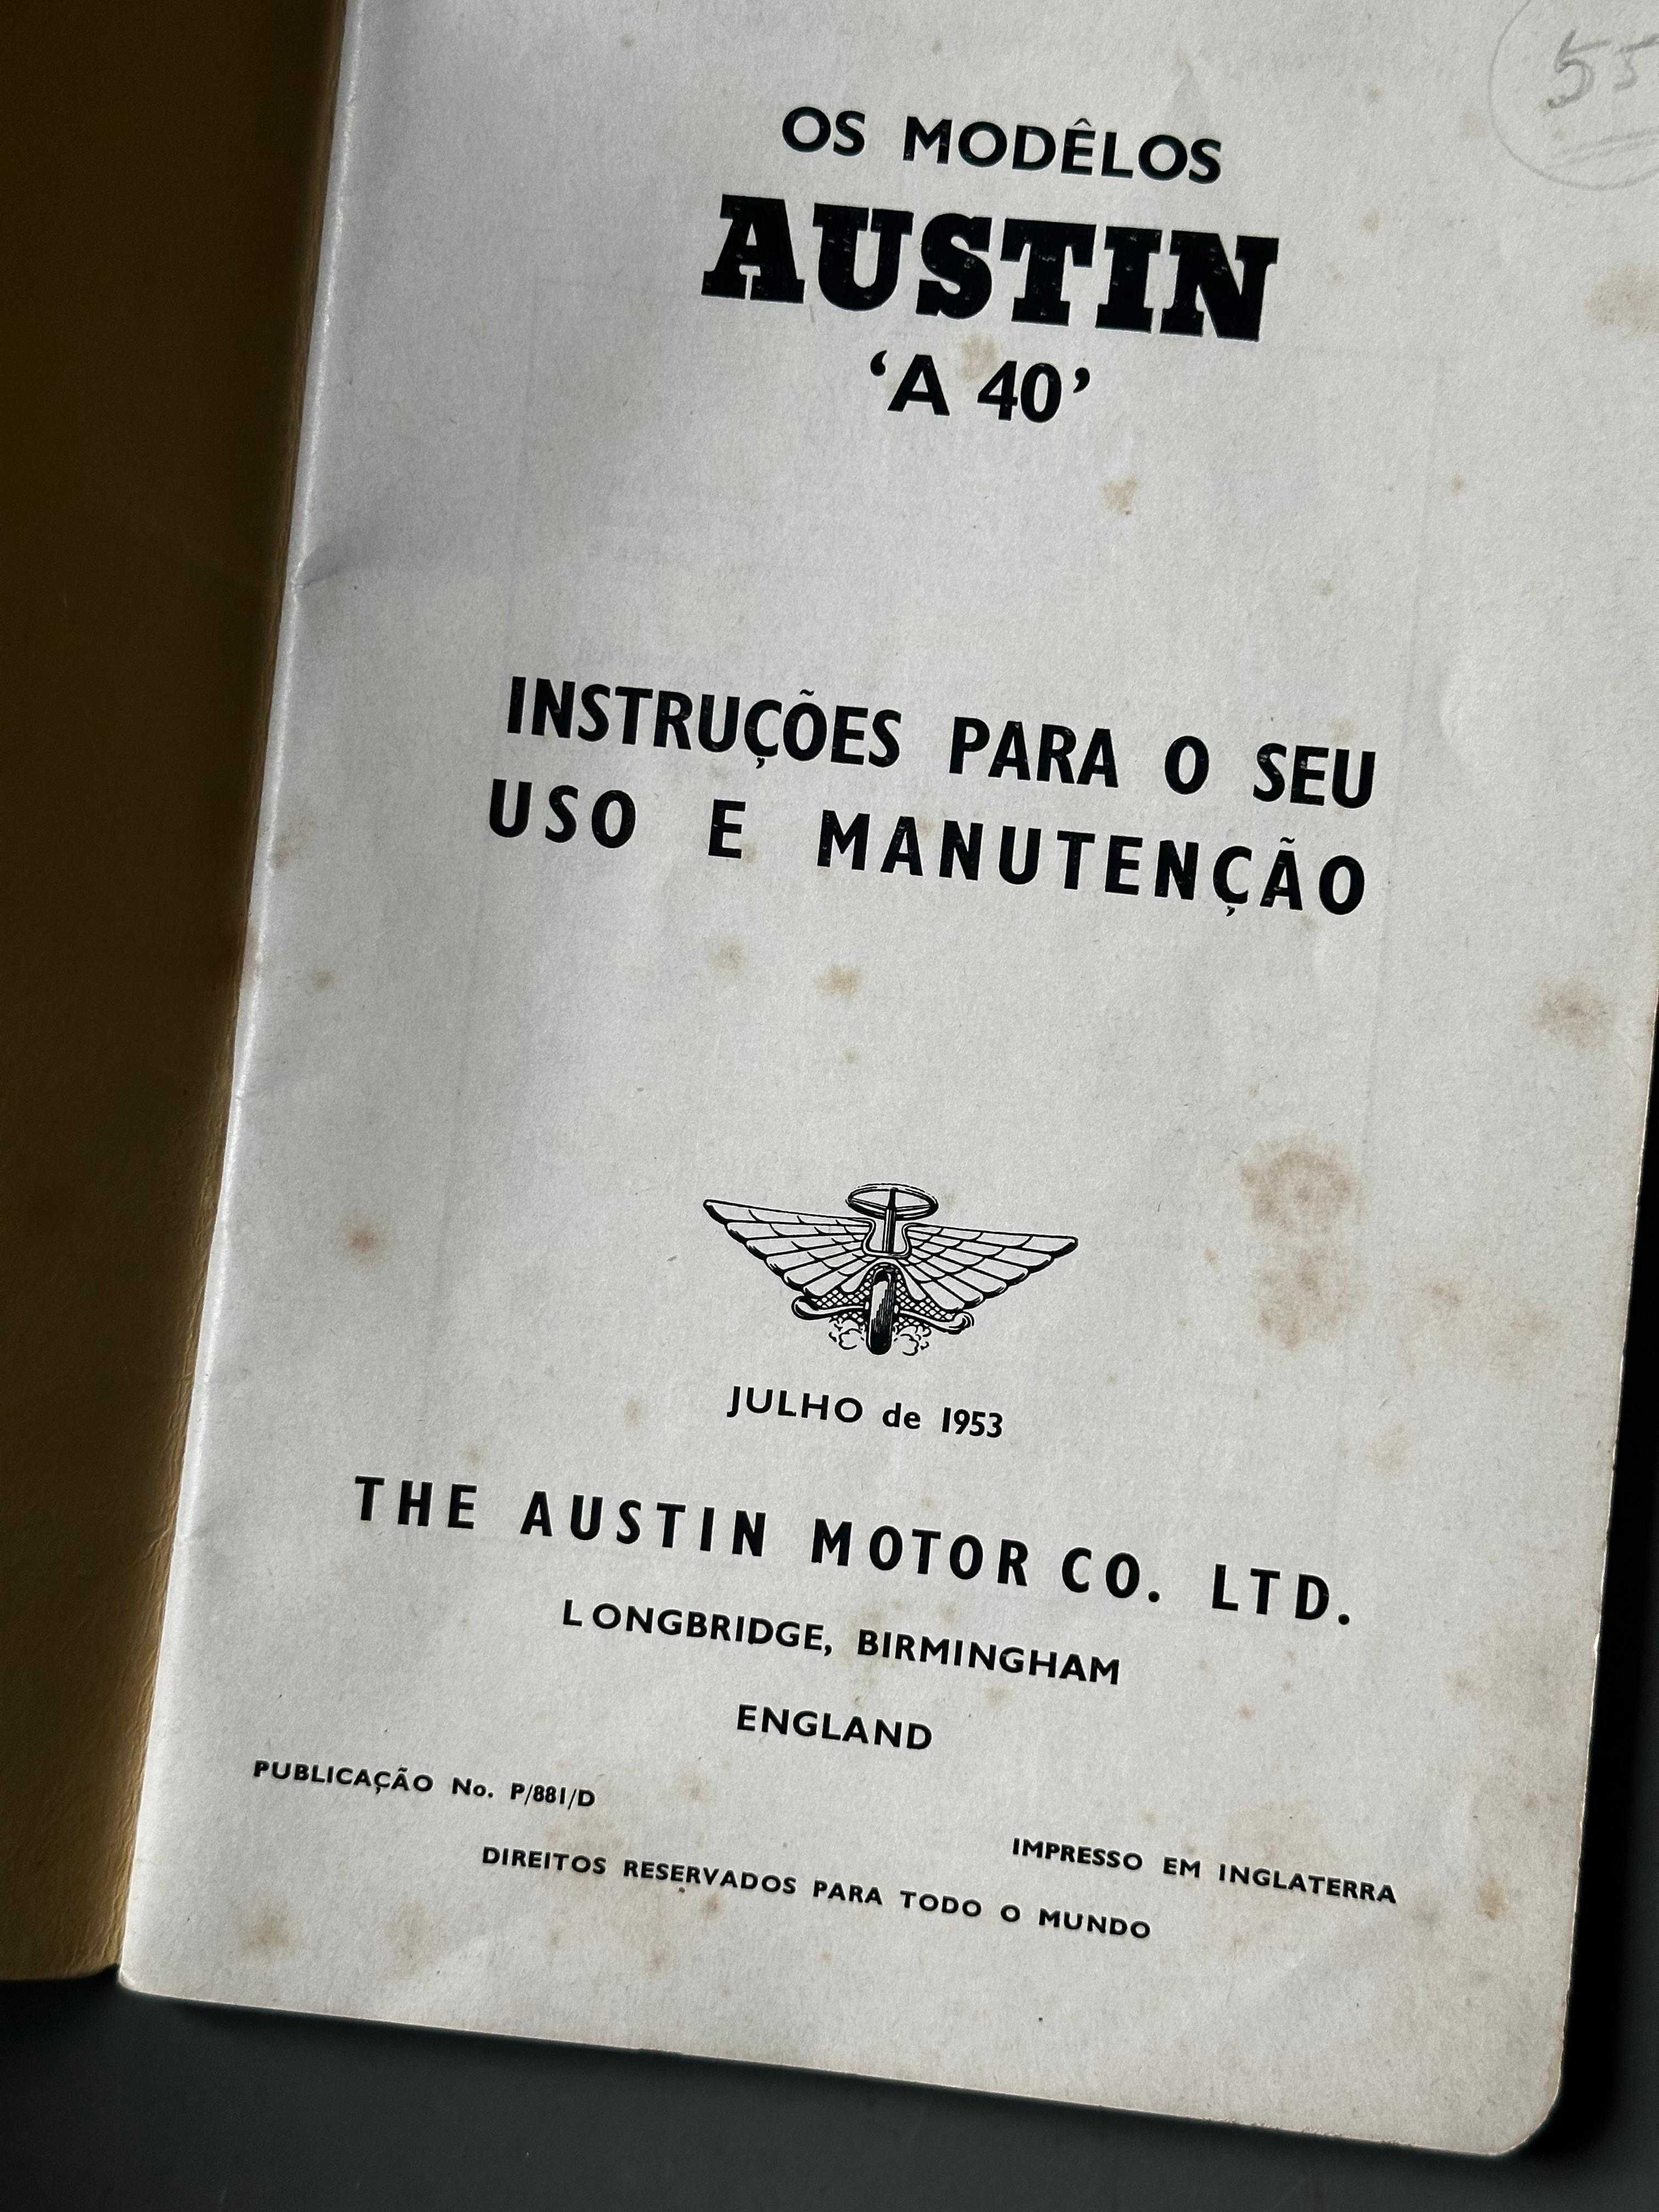 55
OS MODÊLOS
AUSTIN
‘A 40’
INSTRUÇÕES PARA O SEU
USO E MANUTENÇÃO
JULHO de 1953
THE AUSTIN MOTOR CO. LTD.
LONGBRIDGE, BIRMINGHAM
ENGLAND
PUBLICAÇÃO No. P/881/D
IMPRESSO EM INGLATERRA
DIREITOS RESERVADOS PARA TODO O MUNDO